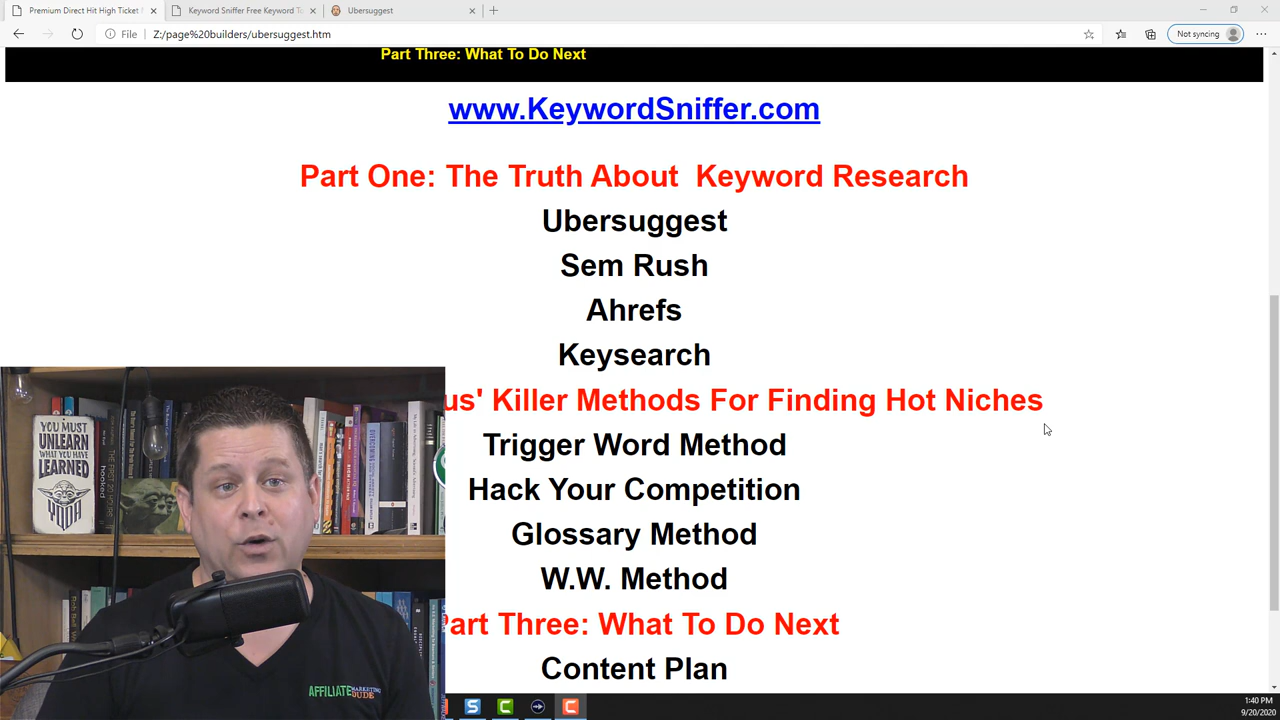 Premium Direct Hit High Ticket
Keyword Sniffer Free Keyword To
Ubersuggest
File
Z:/page%20builders/ubersuggest.htm
Not syncing
Part Three: What To Do Next
www.KeywordSniffer.com
Part One: The Truth About Keyword Research
Ubersuggest
Sem Rush
Ahrefs
Keysearch
us' Killer Methods For Finding Hot Niches
Trigger Word Method
Hack Your Competition
Glossary Method
W.W. Method
Part Three: What To Do Next
Content Plan
YOU MUST
UNLEARN
WHAT YOU HAVE
LEARNED
YODA
hooked
AFFILIATE MARKETING DUDE
1:40 PM
9/20/2020